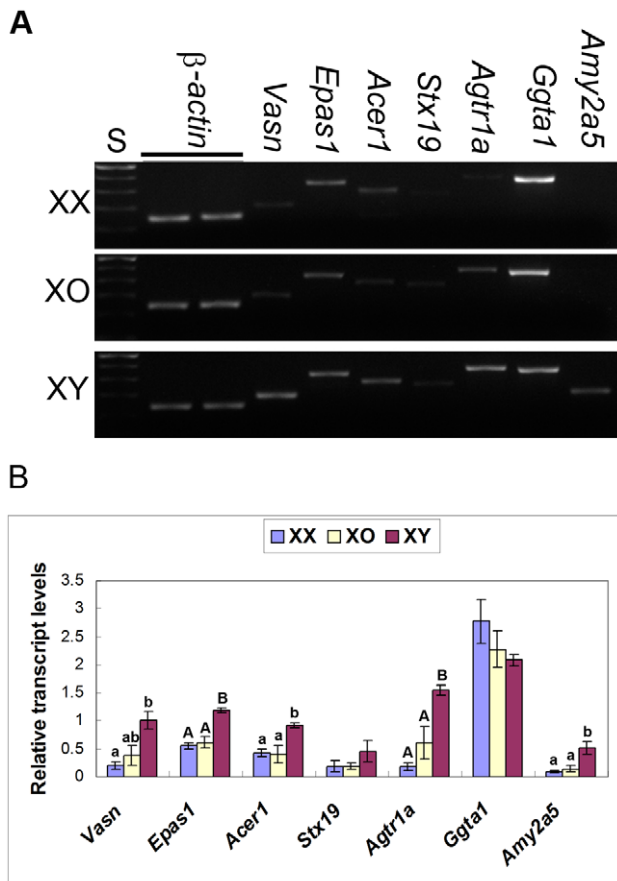 A
S β-actin Vasn Epas1 Acer1 Stx19 Agtr1a Ggta1 Amy2a5
XX
XO
XY
B
XX XO XY
Relative transcript levels
3.5
3
2.5
2
1.5
1
0.5
0
a ab b A A B a a b A A B a a b
Vasn Epas1 Acer1 Stx19 Agtr1a Ggta1 Amy2a5